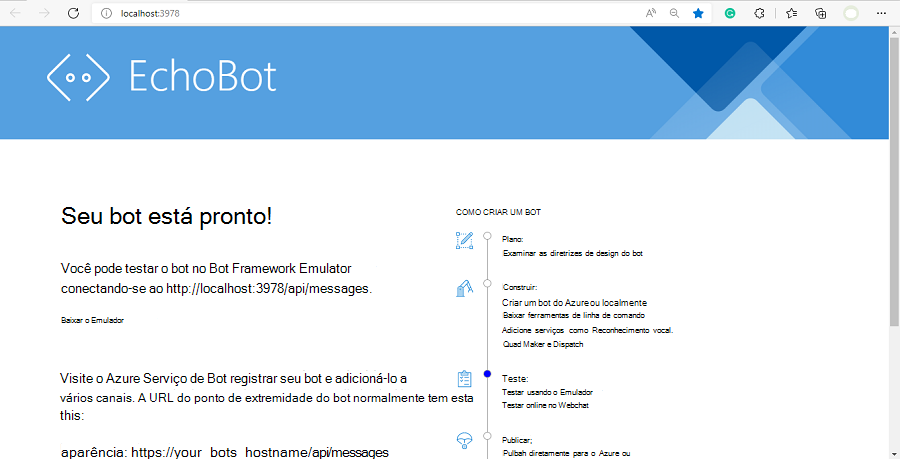 localhost:3978
EchoBot
Seu bot está pronto!
Você pode testar o bot no Bot Framework Emulator
conectando-se ao http://localhost:3978/api/messages.
Baixar o Emulador
Visite o Azure Serviço de Bot registrar seu bot e adicioná-lo a
vários canais. A URL do ponto de extremidade do bot normalmente tem esta
this:
aparência: https://your_bots_hostname/api/messages
COMO CRIAR UM BOT
Plano:
Examinar as diretrizes de design do bot
Construir:
Criar um bot do Azure ou localmente
Baixar ferramentas de linha de comando
Adicione serviços como Reconhecimento vocal.
Quad Maker e Dispatch
Teste:
Testar usando o Emulador
Testar online no Webchat
Publicar;
Pulbah diretamente para o Azure ou